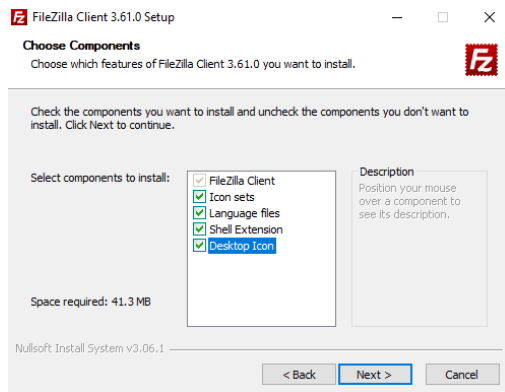 FileZilla Client 3.61.0 Setup
Choose Components
Choose which features of FileZilla Client 3.61.0 you want to install.
Fz
Check the components you want to install and uncheck the components you don't want to
install. Click Next to continue.
Select components to install:
FileZilla Client
Icon sets
Language files
Shell Extension
Desktop Icon
Description
Position your mouse
over a component to
see its description.
Space required: 41.3 MB
Nullsoft Install System v3.06.1
< Back
Next >
Cancel